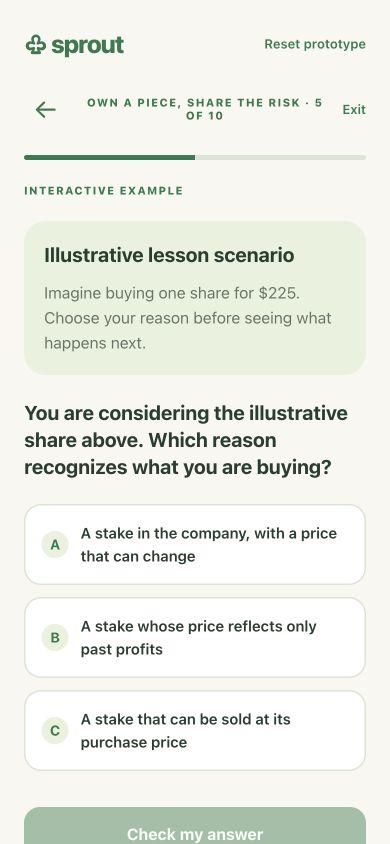 sprout
Reset prototype
OWN A PIECE, SHARE THE RISK · 5
OF 10
Exit
INTERACTIVE EXAMPLE
Illustrative lesson scenario
Imagine buying one share for $225.
Choose your reason before seeing what
happens next.
You are considering the illustrative
share above. Which reason
recognizes what you are buying?
A
A stake in the company, with a price
that can change
B
A stake whose price reflects only
past profits
C
A stake that can be sold at its
purchase price
Check my answer